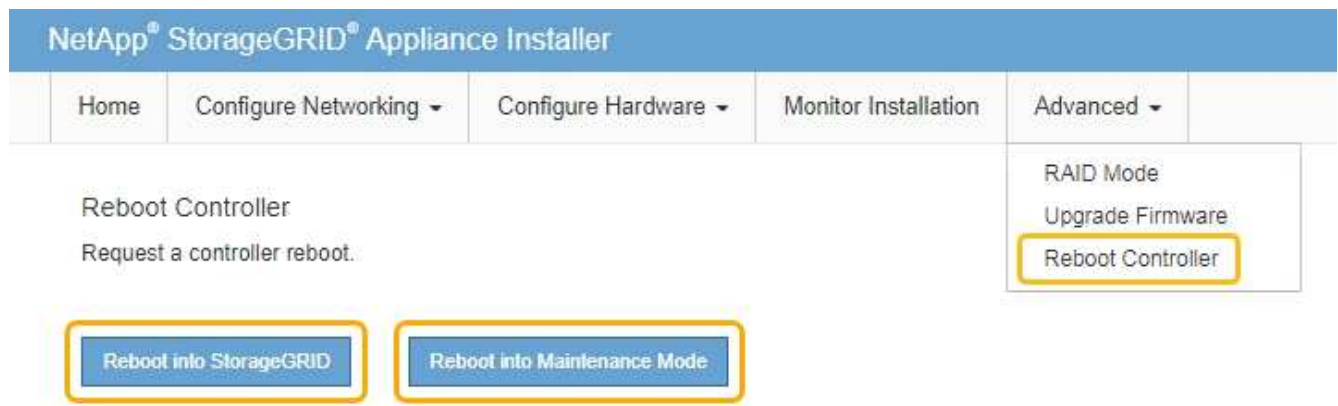 NetApp® StorageGRID® Appliance Installer
Home Configure Networking Configure Hardware Monitor Installation Advanced
RAID Mode
Upgrade Firmware
Reboot Controller
Reboot Controller
Request a controller reboot.
Reboot into StorageGRID Reboot into Maintenance Mode